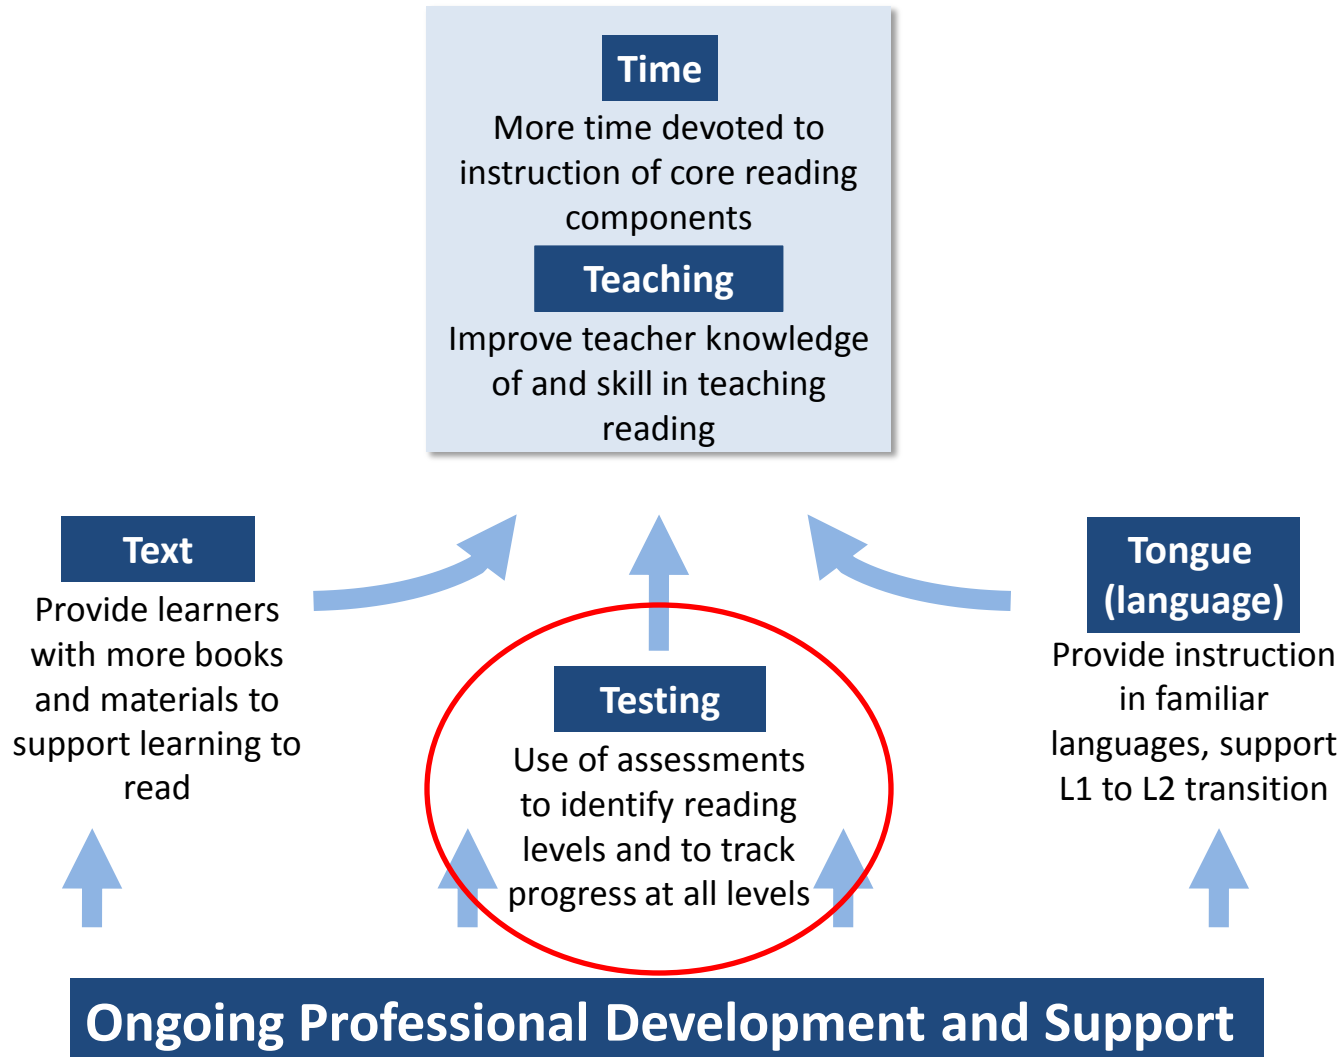 Time
More time devoted to
instruction of core reading
components
Teaching
Improve teacher knowledge
of and skill in teaching
reading
Text
Provide learners
with more books
and materials to
support learning to
read
Testing
Use of assessments
to identify reading
levels and to track
progress at all levels
Tongue
(language)
Provide instruction
in familiar
languages, support
L1 to L2 transition
Ongoing Professional Development and Support